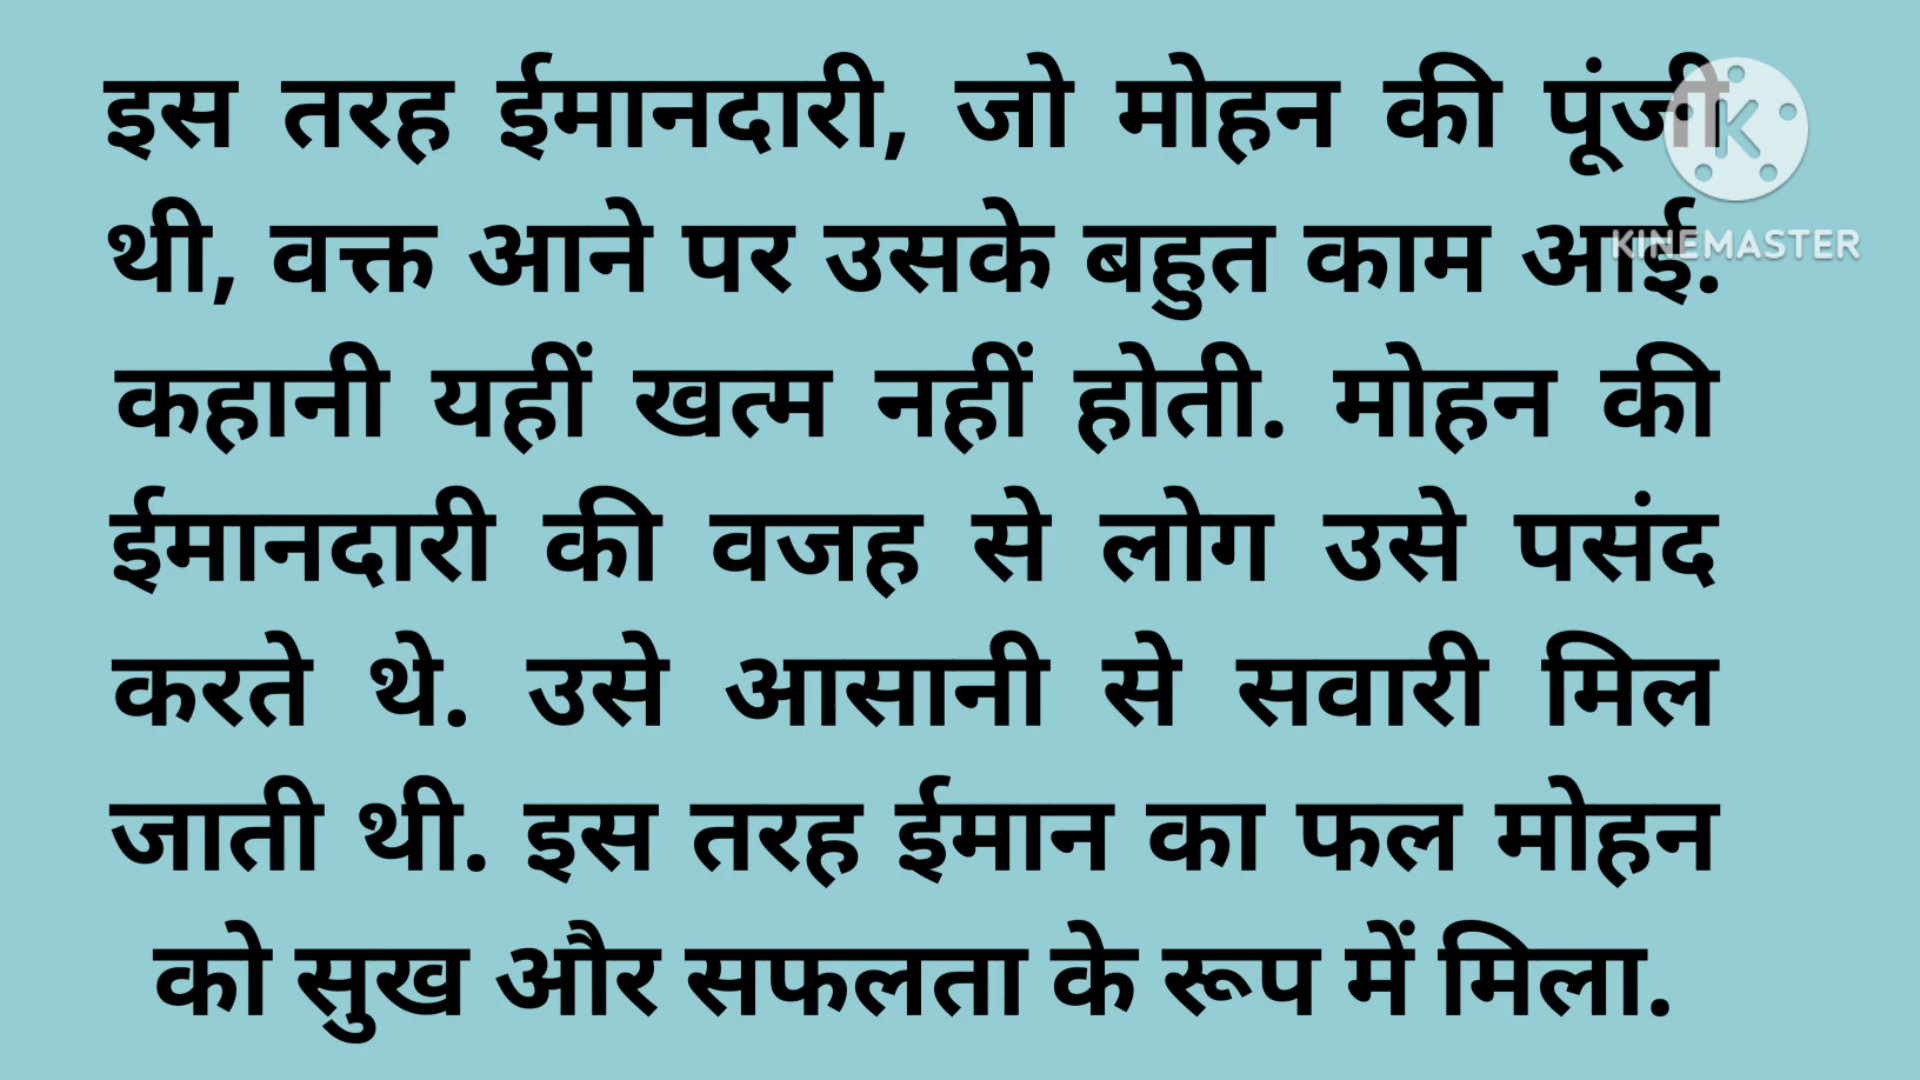 इस तरह ईमानदारी, जो मोहन की पूंजी
थी, वक्त आने पर उसके बहुत काम आई.
कहानी यहीं खत्म नहीं होती. मोहन की
ईमानदारी की वजह से लोग उसे पसंद
करते थे. उसे आसानी से सवारी मिल
जाती थी. इस तरह ईमान का फल मोहन
को सुख और सफलता के रूप में मिला.
K
KINEMASTER